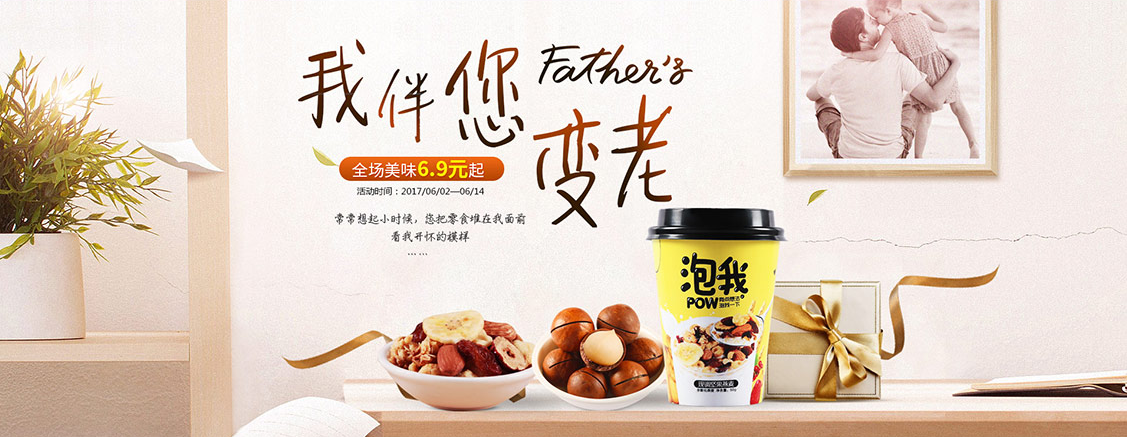 我伴您
Father's
变老
全场美味6.9元起
活动时间：2017/06/02—06/14
常常想起小时候，您把零食堆在我面前
看我开怀的模样
... ...
泡我
POW